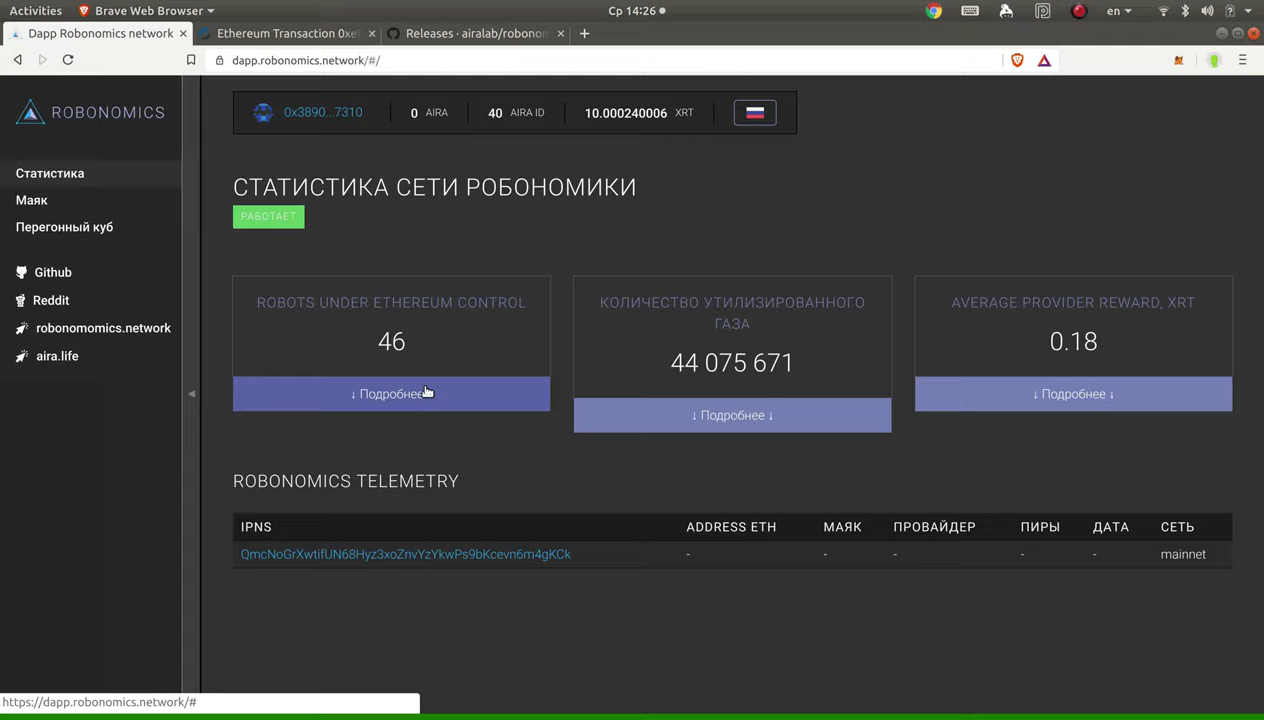 Activities Brave Web Browser Ср 14:26 en
Dapp Robonomics network Ethereum Transaction 0xe Releases · airalab/robonom
dapp.robonomics.network/#/
ROBONOMICS
0x3890...7310 0 AIRA 40 AIRA ID 10.000240006 XRT
Статистика
Маяк
Перегонный куб
Github
Reddit
robonomomics.network
aira.life
СТАТИСТИКА СЕТИ РОБОНОМИКИ
РАБОТАЕТ
ROBOTS UNDER ETHEREUM CONTROL
46
↓ Подробнее
КОЛИЧЕСТВО УТИЛИЗИРОВАННОГО
ГАЗА
44 075 671
↓ Подробнее ↓
AVERAGE PROVIDER REWARD, XRT
0.18
↓ Подробнее ↓
ROBONOMICS TELEMETRY
IPNS ADDRESS ETH МАЯК ПРОВАЙДЕР ПИРЫ ДАТА СЕТЬ
QmcNoGrXwtifUN68Hyz3xoZnvYzYkwPs9bKcevn6m4gKCk - - - - - mainnet
https://dapp.robonomics.network/#